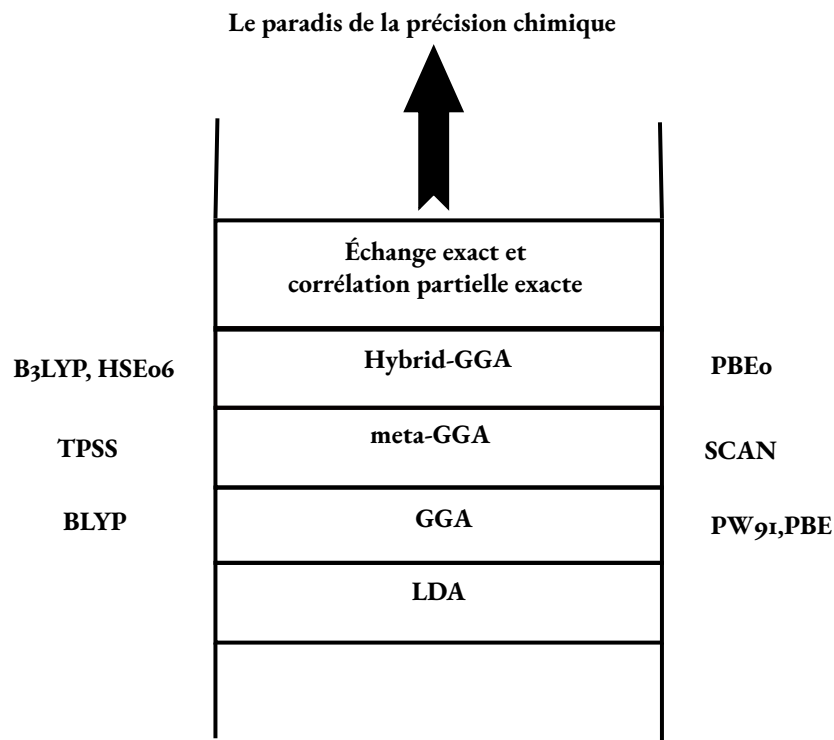 Le paradis de la précision chimique
Échange exact et
corrélation partielle exacte
B3LYP, HSE06
Hybrid-GGA
PBE0
TPSS
meta-GGA
SCAN
BLYP
GGA
PW91,PBE
LDA